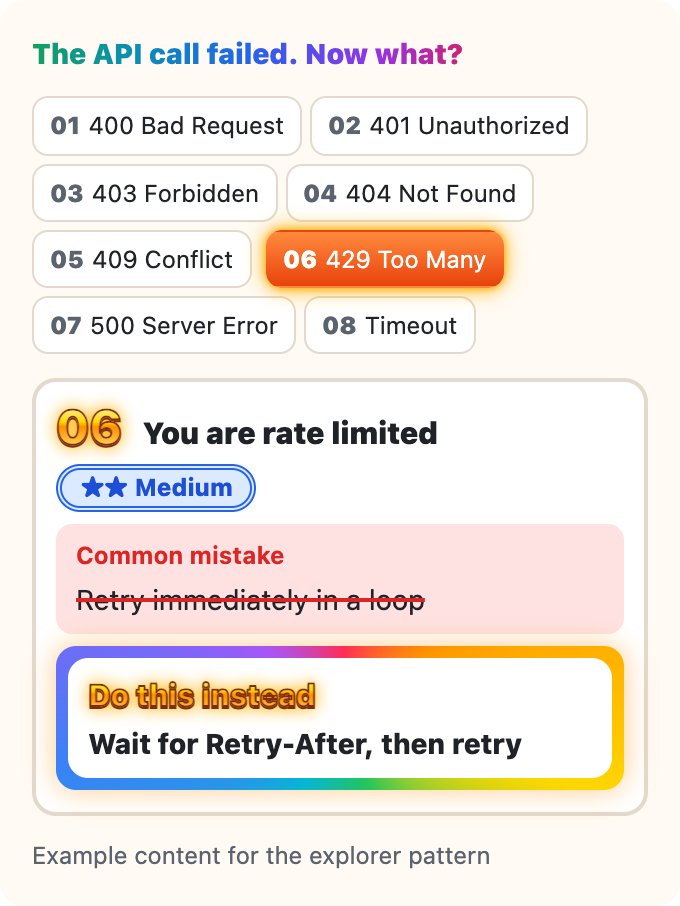 The API call failed. Now what?
01 400 Bad Request
02 401 Unauthorized
03 403 Forbidden
04 404 Not Found
05 409 Conflict
06 429 Too Many
07 500 Server Error
08 Timeout
06 You are rate limited
★★ Medium
Common mistake
Retry immediately in a loop
Do this instead
Wait for Retry-After, then retry
Example content for the explorer pattern